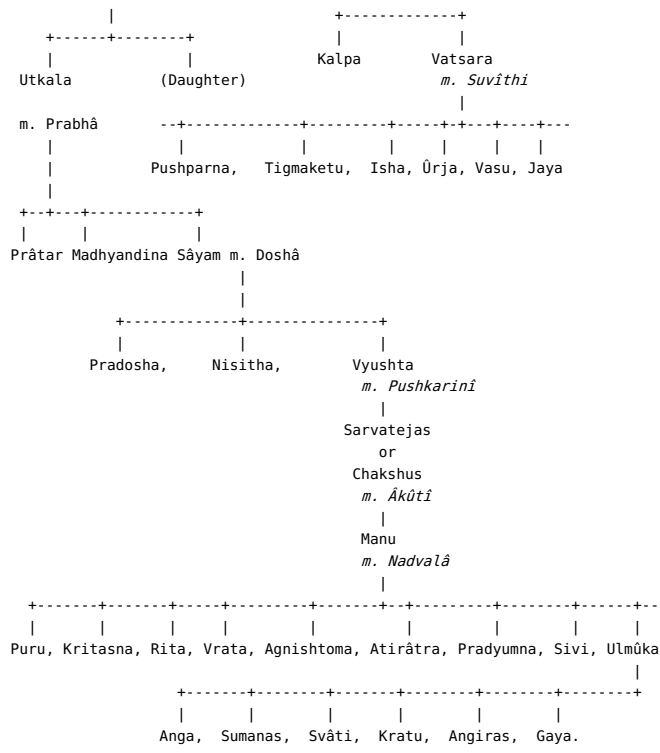 Kalpa Vatsara
Utkala (Daughter) m. Suvîthi
m. Prabhâ
Pushparna, Tigmaketu, Isha, Ûrja, Vasu, Jaya
Prâtar Madhyandina Sâyam m. Doshâ
Pradosha, Nisitha, Vyushta
m. Pushkarinî
Sarvatejas
or
Chakshus
m. Âkûtî
Manu
m. Nadvalâ
Puru, Kritasna, Rita, Vrata, Agnishtoma, Atirâtra, Pradyumna, Sivi, Ulmûka
Anga, Sumanas, Svâti, Kratu, Angiras, Gaya.